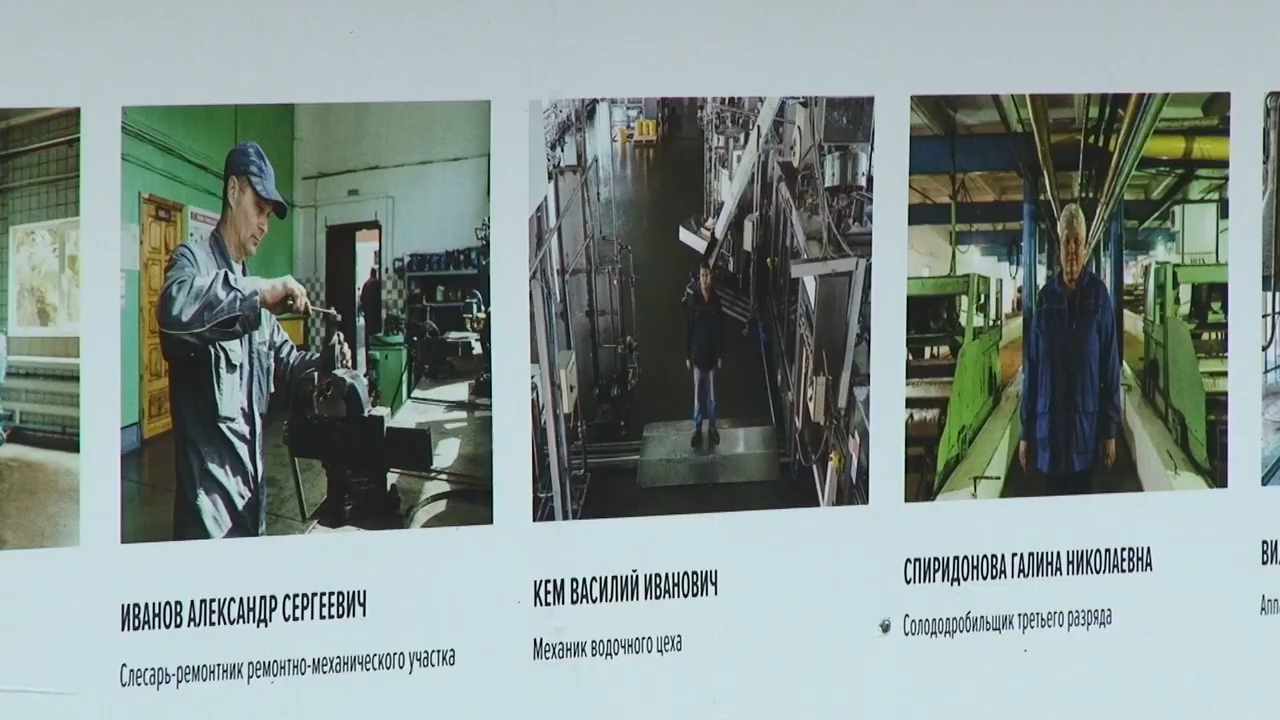 ИВАНОВ АЛЕКСАНДР СЕРГЕЕВИЧ
Слесарь-ремонтник ремонтно-механического участка
КЕМ ВАСИЛИЙ ИВАНОВИЧ
Механик водочного цеха
СПИРИДОНОВА ГАЛИНА НИКОЛАЕВНА
Солододробильщик третьего разряда